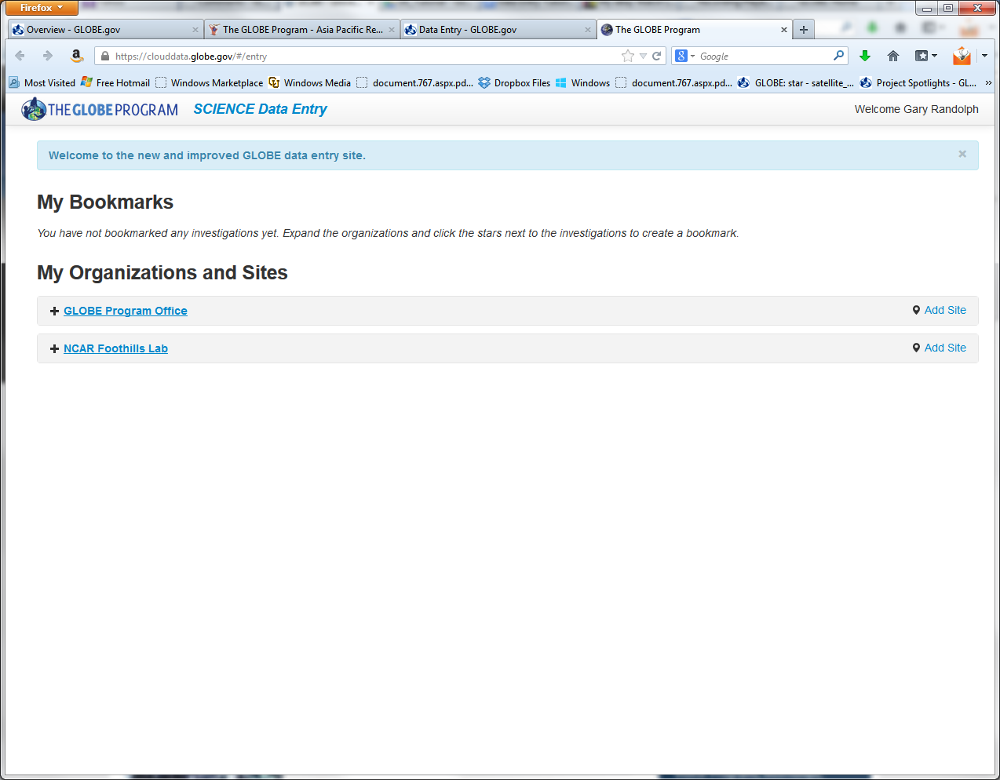 Firefox
Overview - GLOBE.gov
The GLOBE Program - Asia Pacific Re...
Data Entry - GLOBE.gov
The GLOBE Program
https://clouddata.globe.gov/#/entry
Google
Most Visited
Free Hotmail
Windows Marketplace
Windows Media
document.767.aspx.pd...
Dropbox Files
Windows
document.767.aspx.pd...
GLOBE: star - satellite_...
Project Spotlights - GL...
THE GLOBE PROGRAM
SCIENCE Data Entry
Welcome Gary Randolph
Welcome to the new and improved GLOBE data entry site.
My Bookmarks
You have not bookmarked any investigations yet. Expand the organizations and click the stars next to the investigations to create a bookmark.
My Organizations and Sites
GLOBE Program Office
Add Site
NCAR Foothills Lab
Add Site